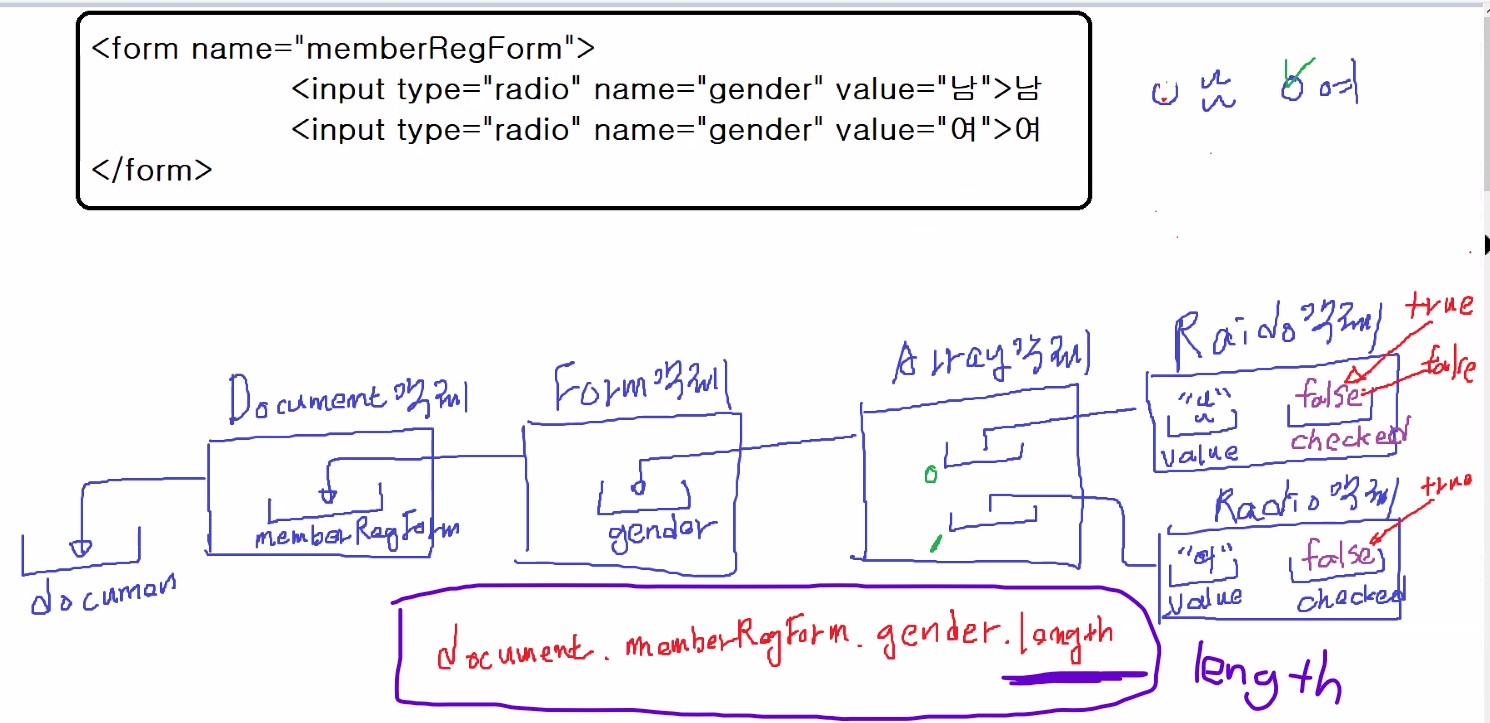 <form name="memberRegForm">
<input type="radio" name="gender" value="남">남
<input type="radio" name="gender" value="여">여
</form>
남 여
Document객체
Form객체
Array객체
Raido객체
true
false
"남"
false
value
checked
Radio객체
true
"여"
false
value
checked
documen
memberRegForm
gender
0
1
document.memberRegForm.gender.length
length